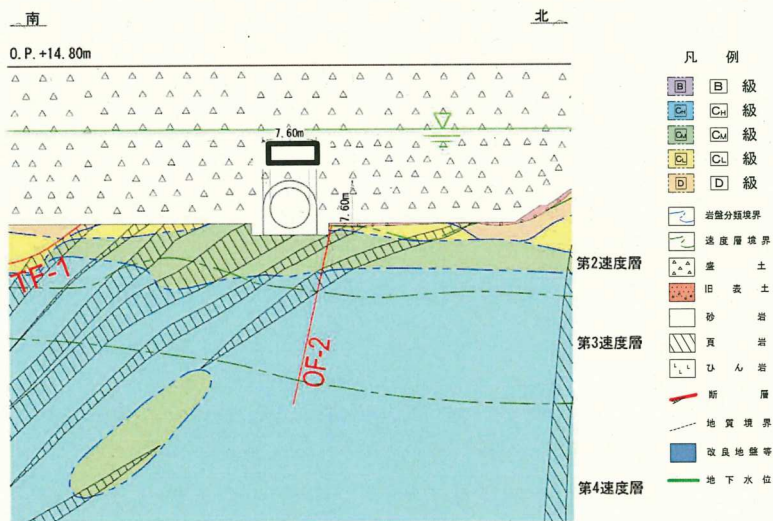 南
北
O.P.+14.80m
7.60m
7.60m
TF-1
OF-2
第2速度層
第3速度層
第4速度層
凡 例
B B 級
CH CH 級
CM CM 級
CL CL 級
D D 級
岩盤分類境界
速度層境界
盛 土
旧 表 土
砂 岩
頁 岩
ひ ん 岩
断 層
地 質 境 界
改 良 地 盤 等
地 下 水 位